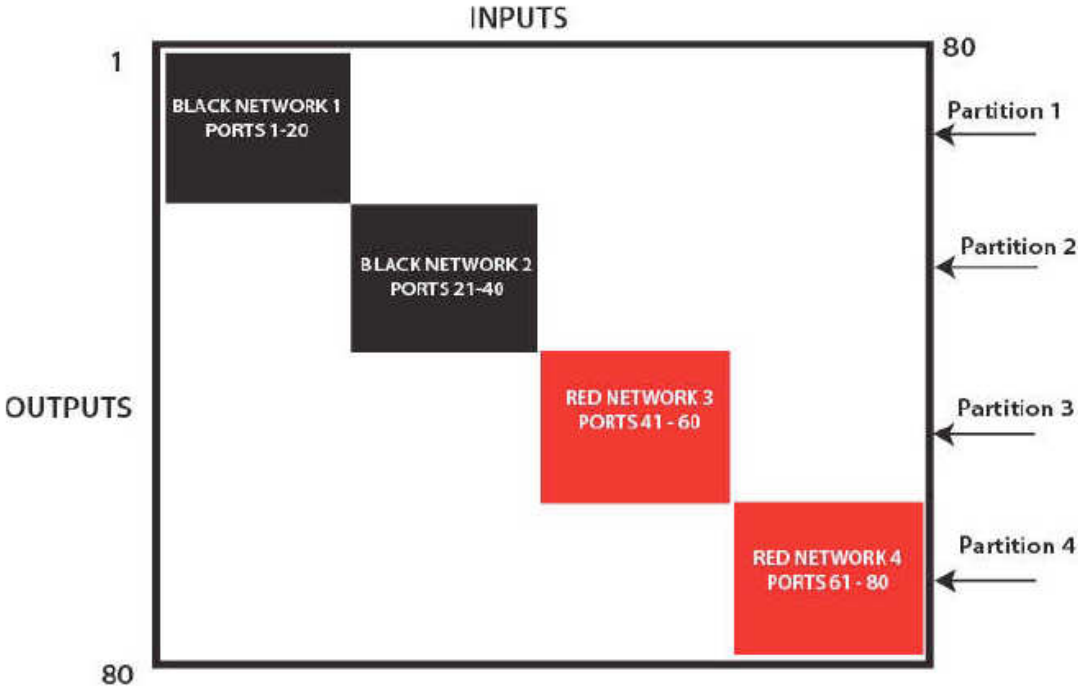 INPUTS
1
80
BLACK NETWORK 1
PORTS 1-20
Partition 1
BLACK NETWORK 2
PORTS 21-40
Partition 2
OUTPUTS
RED NETWORK 3
PORTS 41 - 60
Partition 3
RED NETWORK 4
PORTS 61 - 80
Partition 4
80